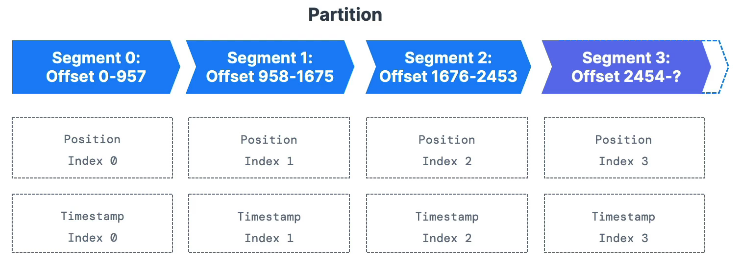 Partition
Segment 0:
Offset 0-957
Segment 1:
Offset 958-1675
Segment 2:
Offset 1676-2453
Segment 3:
Offset 2454-?
Position
Index 0
Position
Index 1
Position
Index 2
Position
Index 3
Timestamp
Index 0
Timestamp
Index 1
Timestamp
Index 2
Timestamp
Index 3